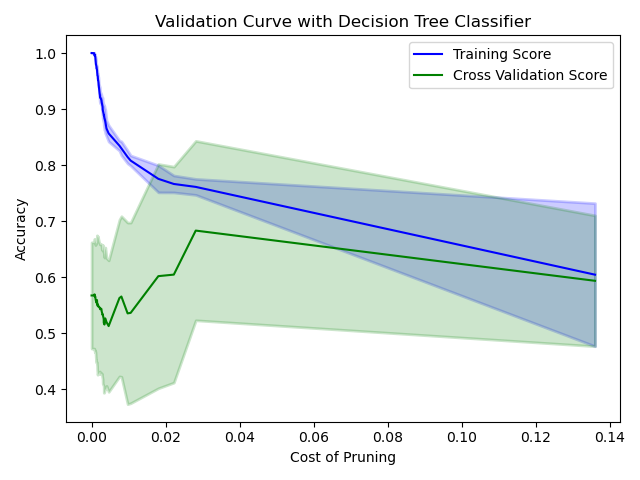 Validation Curve with Decision Tree Classifier
Training Score
Cross Validation Score
1.0
0.9
0.8
0.7
0.6
0.5
0.4
Accuracy
0.00 0.02 0.04 0.06 0.08 0.10 0.12 0.14
Cost of Pruning